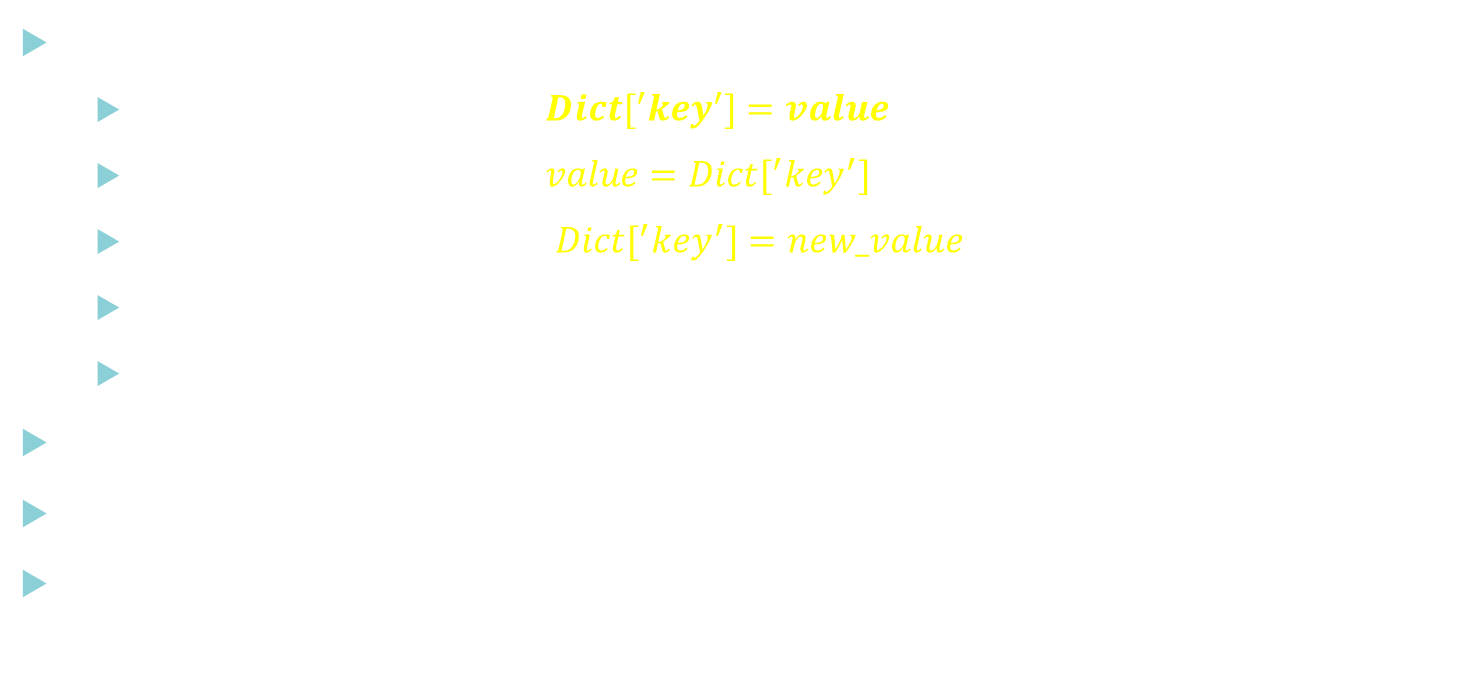 Dict['key'] = value
value = Dict['key']
Dict['key'] = new_value